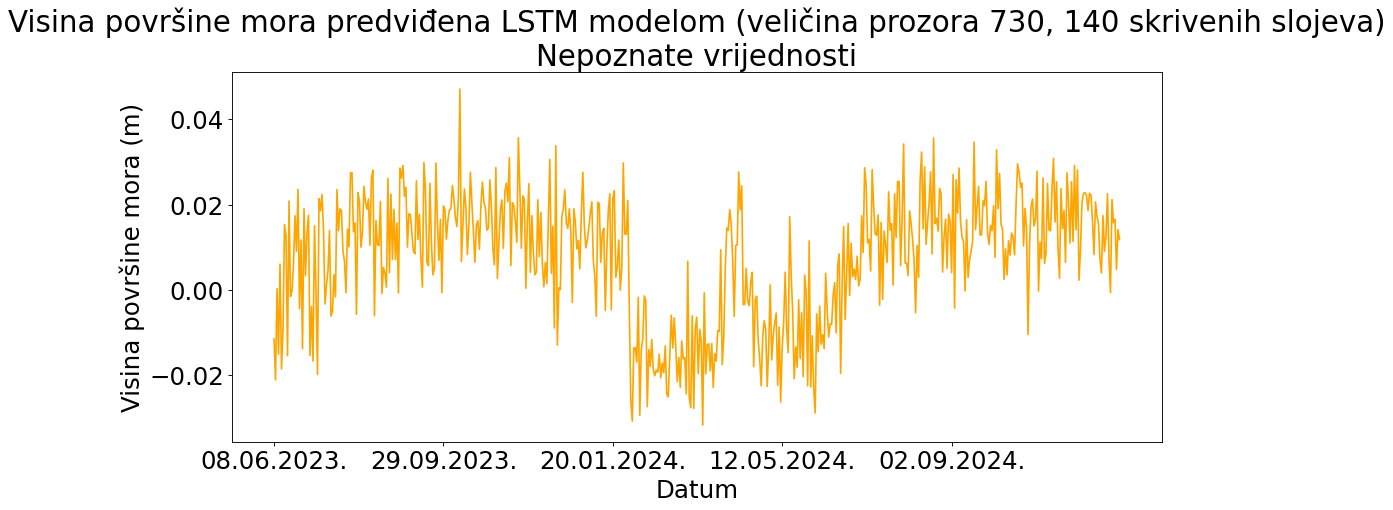 Visina površine mora predviđena LSTM modelom (veličina prozora 730, 140 skrivenih slojeva)
Nepoznate vrijednosti
Visina površine mora (m)
0.04
0.02
0.00
−0.02
08.06.2023. 29.09.2023. 20.01.2024. 12.05.2024. 02.09.2024.
Datum